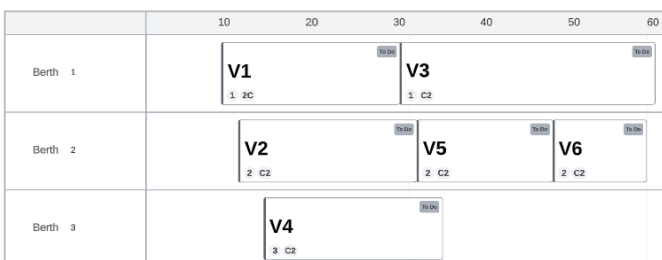 10 20 30 40 50 60
To Do To Do
Berth 1 V1 V3
1 2C 1 C2
To Do To Do To Do
Berth 2 V2 V5 V6
2 C2 2 C2 2 C2
To Do
Berth 3 V4
3 C2